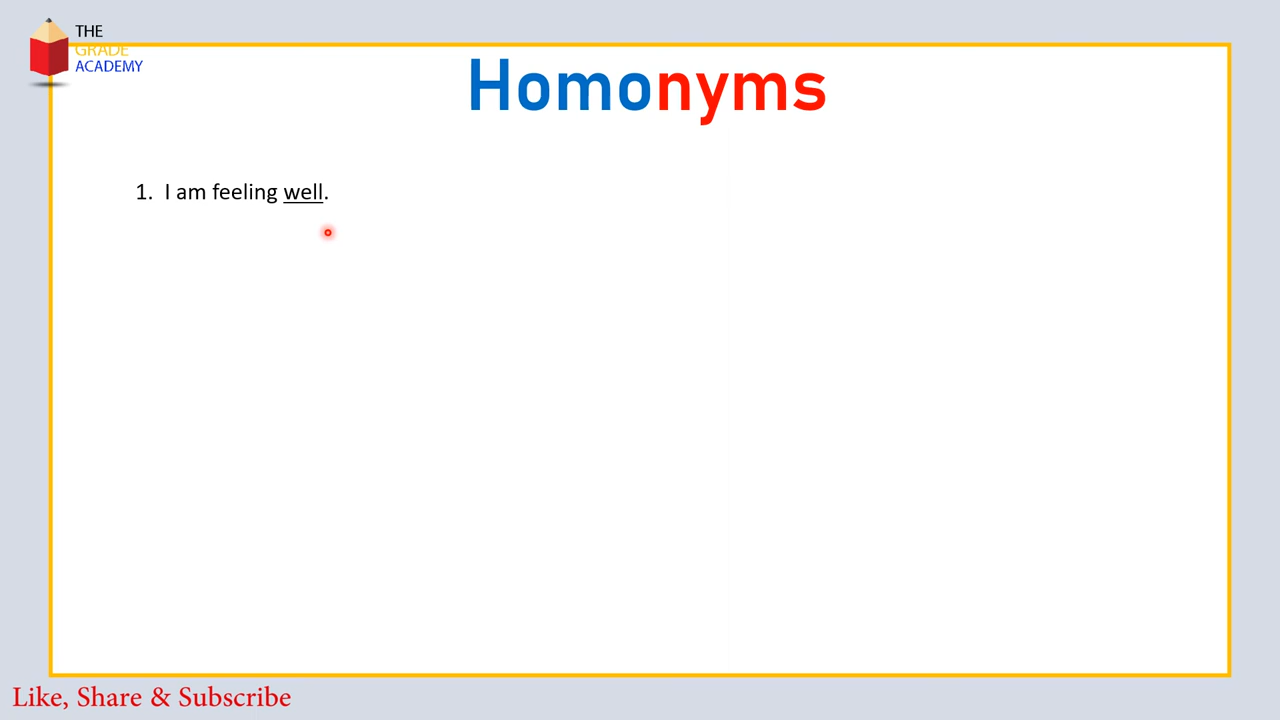 THE
GRADE
ACADEMY
Homonyms
1. I am feeling well.
Like, Share & Subscribe